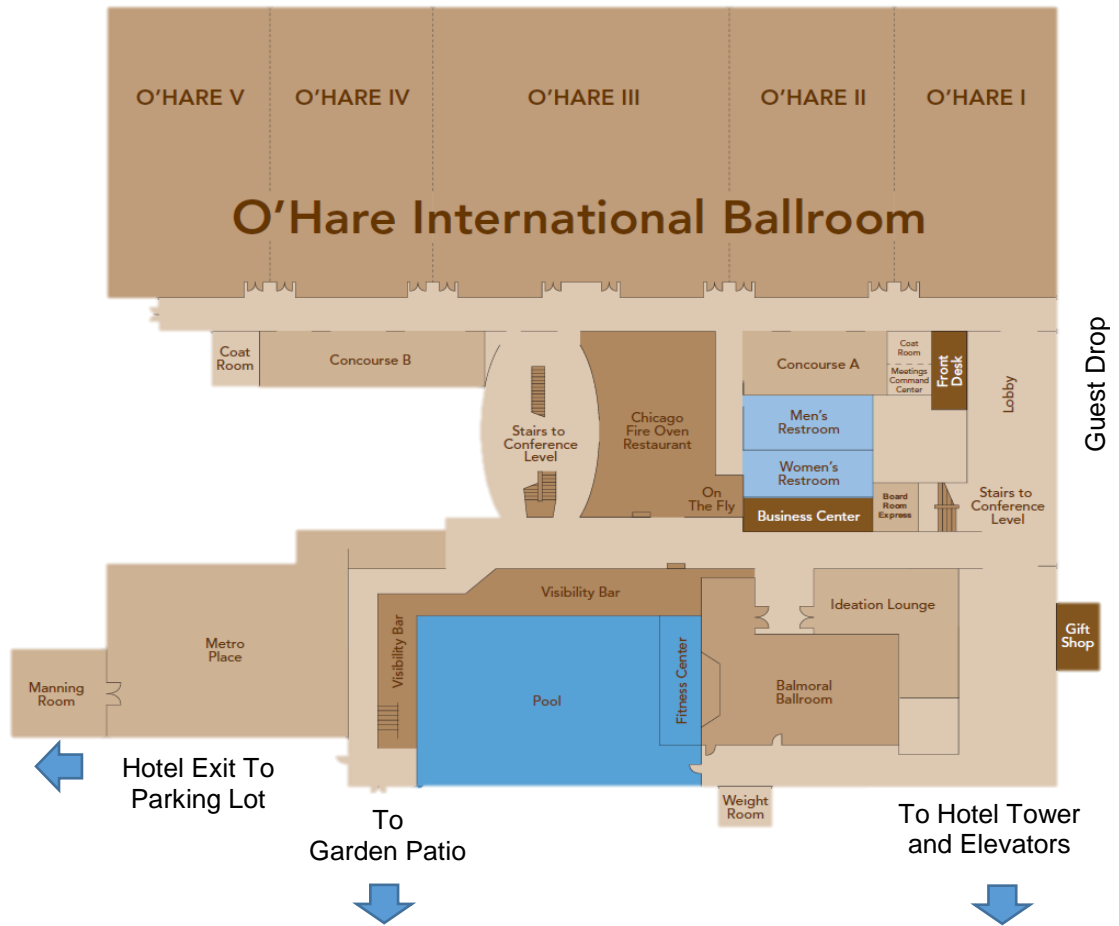 O'HARE V
O'HARE IV
O'HARE III
O'HARE II
O'HARE I
O'Hare International Ballroom
Coat
Room
Concourse B
Stairs to
Conference
Level
Chicago
Fire Oven
Restaurant
On
The Fly
Concourse A
Coat
Room
Meetings
Command
Center
Front
Desk
Lobby
Guest Drop
Men's
Restroom
Women's
Restroom
Business Center
Board
Room
Express
Stairs to
Conference
Level
Visibility Bar
Visibility Bar
Ideation Lounge
Gift
Shop
Metro
Place
Manning
Room
Pool
Fitness Center
Balmoral
Ballroom
Weight
Room
Hotel Exit To
Parking Lot
To
Garden Patio
To Hotel Tower
and Elevators